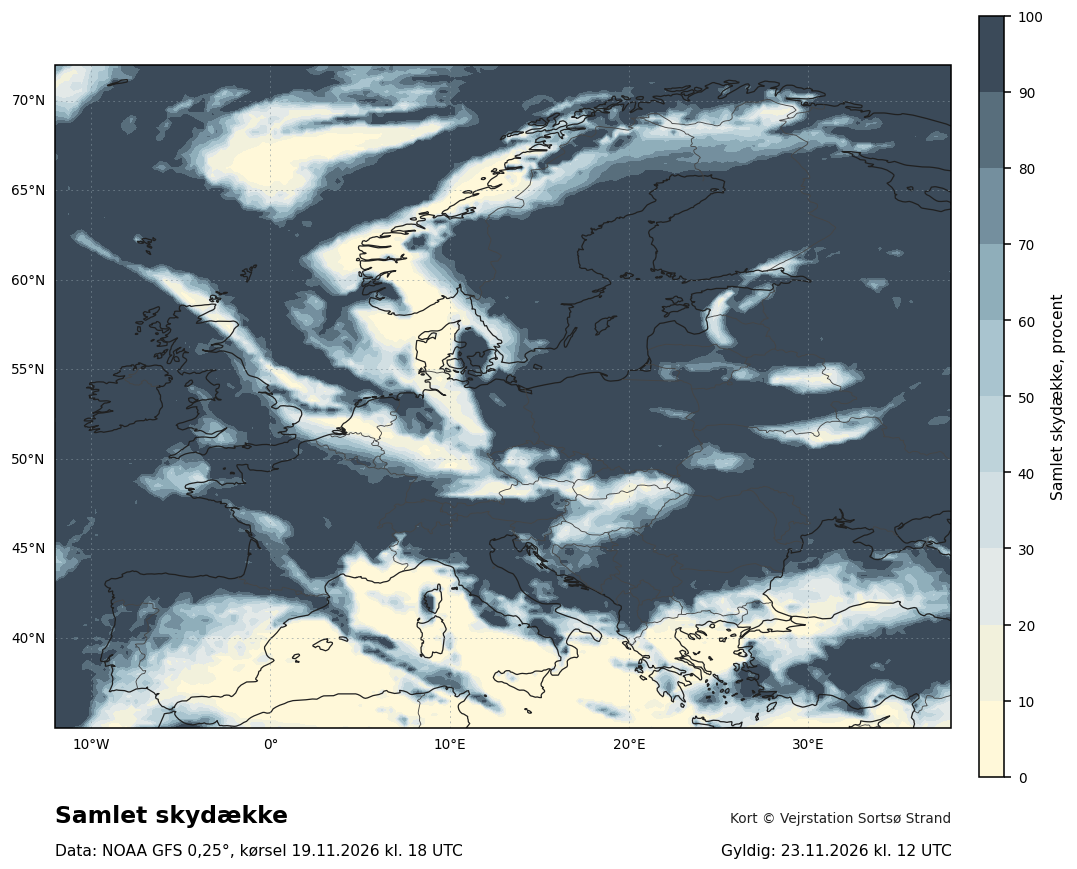 100
90
80
70
60
50
40
30
20
10
0
Samlet skydække, procent
70°N
65°N
60°N
55°N
50°N
45°N
40°N
10°W
0°
10°E
20°E
30°E
Samlet skydække
Kort © Vejrstation Sortsø Strand
Data: NOAA GFS 0,25°, kørsel 19.11.2026 kl. 18 UTC
Gyldig: 23.11.2026 kl. 12 UTC